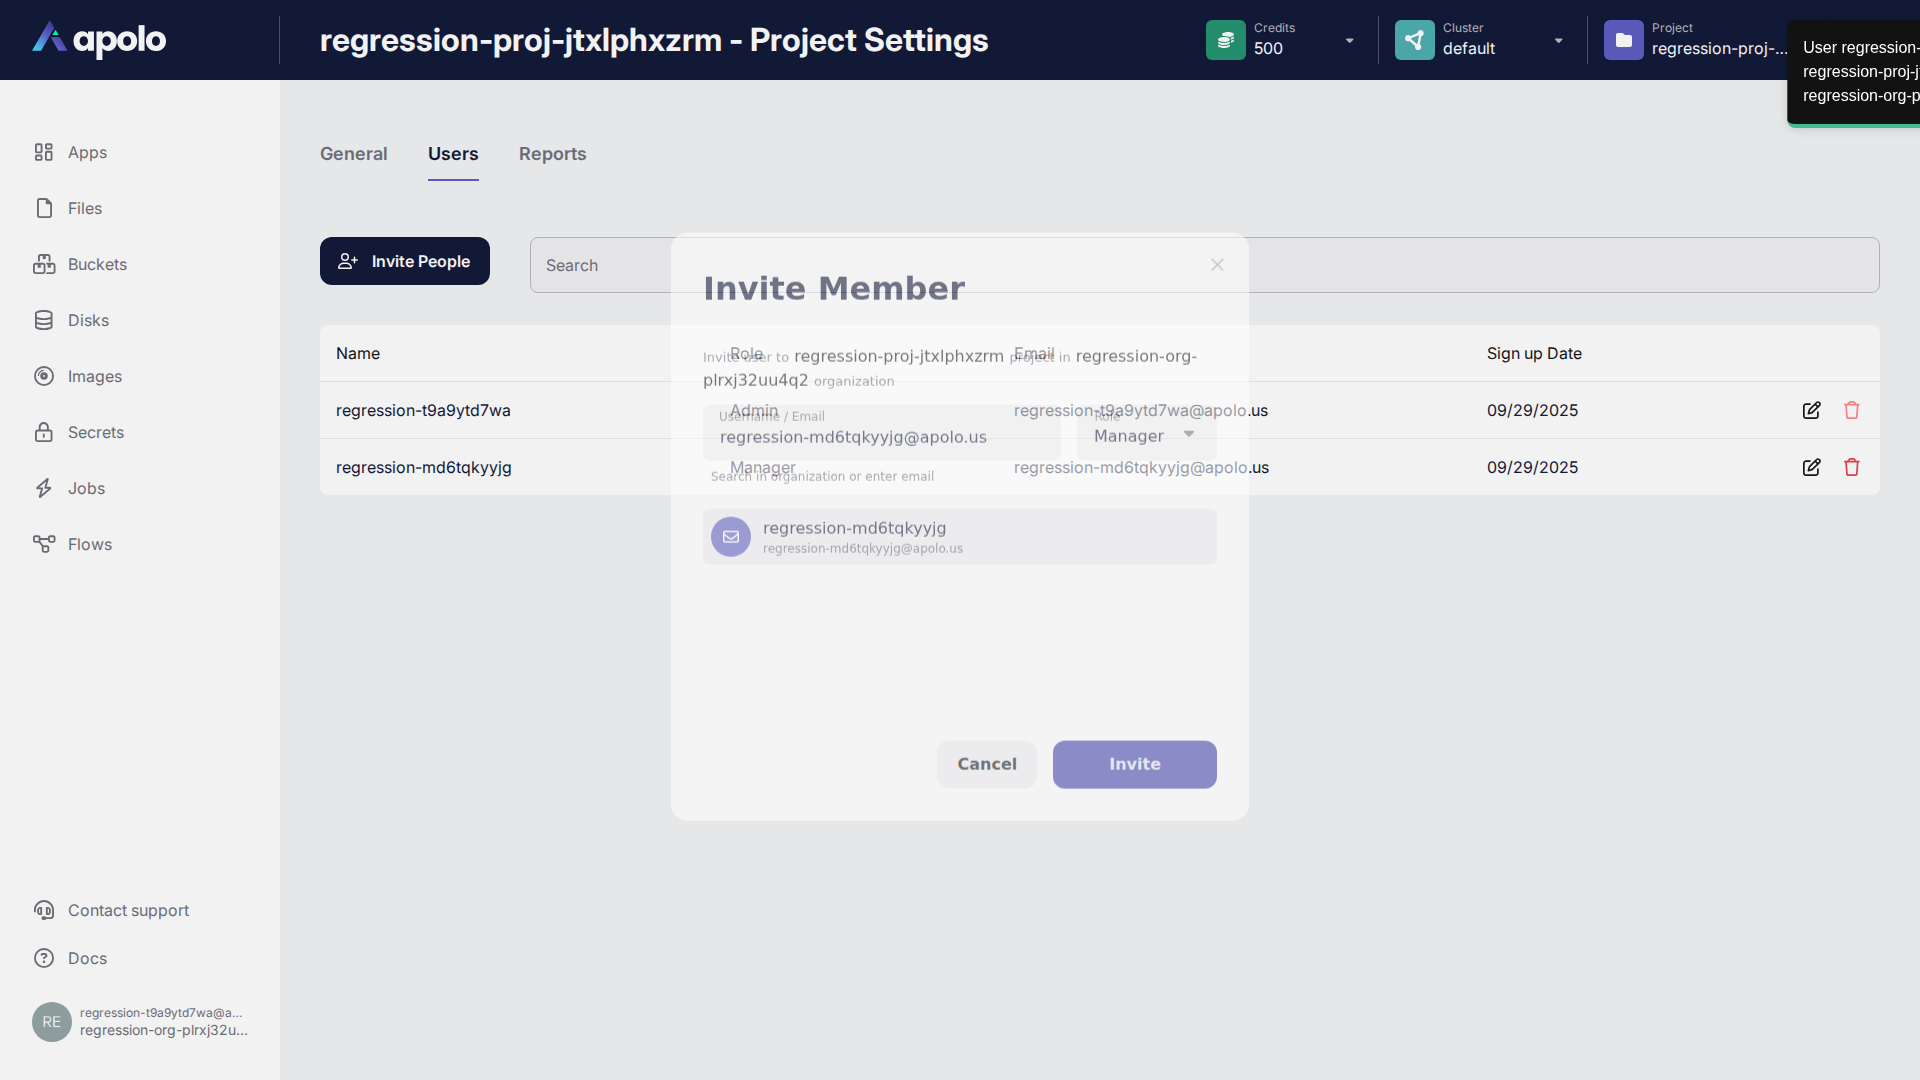 apolo
regression-proj-jtxlphxzrm - Project Settings
Credits
500
Cluster
default
Project
regression-proj-...
User regression-
regression-proj-j
regression-org-p
Apps
Files
Buckets
Disks
Images
Secrets
Jobs
Flows
Contact support
Docs
RE
regression-t9a9ytd7wa@a...
regression-org-plrxj32u...
General
Users
Reports
Invite People
Search
Name
Role
Email
Sign up Date
regression-t9a9ytd7wa
Admin
regression-t9a9ytd7wa@apolo.us
09/29/2025
regression-md6tqkyyjg
Manager
regression-md6tqkyyjg@apolo.us
09/29/2025
Invite Member
Invite user to regression-proj-jtxlphxzrm project in regression-org-
plrxj32uu4q2 organization
Username / Email
regression-md6tqkyyjg@apolo.us
Role
Manager
Search in organization or enter email
regression-md6tqkyyjg
regression-md6tqkyyjg@apolo.us
Cancel
Invite